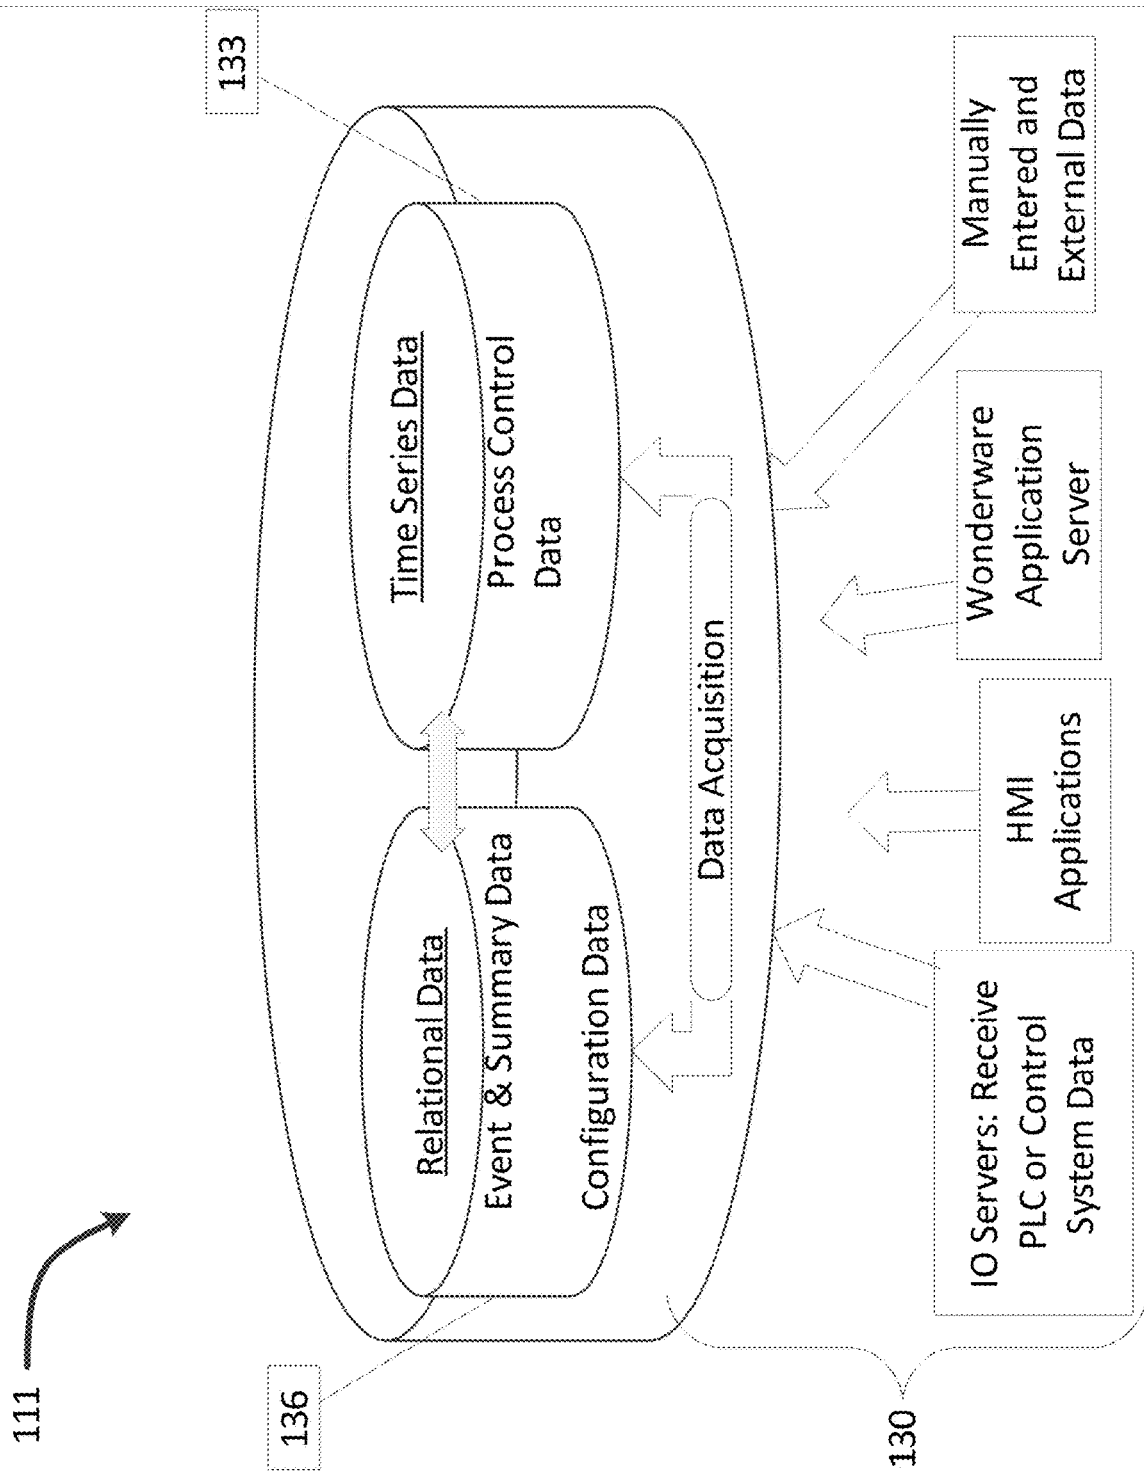 111
136
133
Relational Data
Event & Summary Data
Configuration Data
Time Series Data
Process Control
Data
Data Acquisition
130
IO Servers: Receive
PLC or Control
System Data
HMI
Applications
Wonderware
Application
Server
Manually
Entered and
External Data